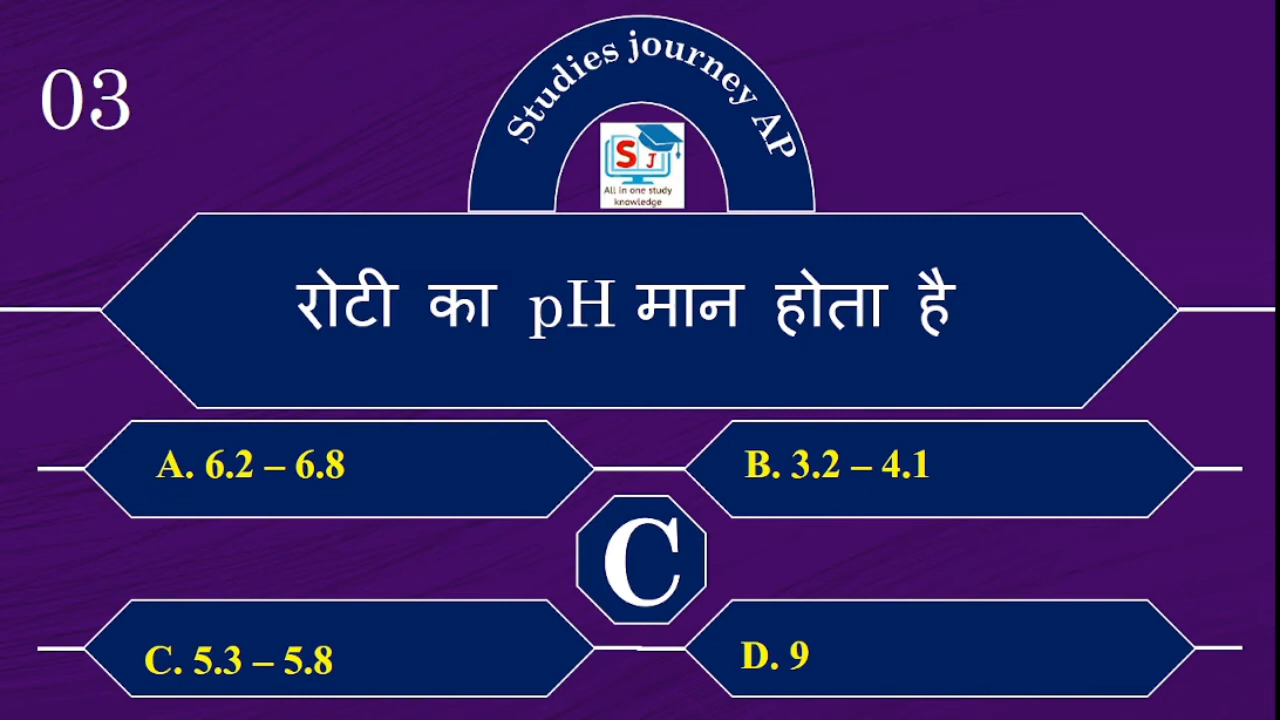 03
Studies journey AP
S J
All in one study
knowledge
रोटी का pH मान होता है
A. 6.2 – 6.8
B. 3.2 – 4.1
C
C. 5.3 – 5.8
D. 9